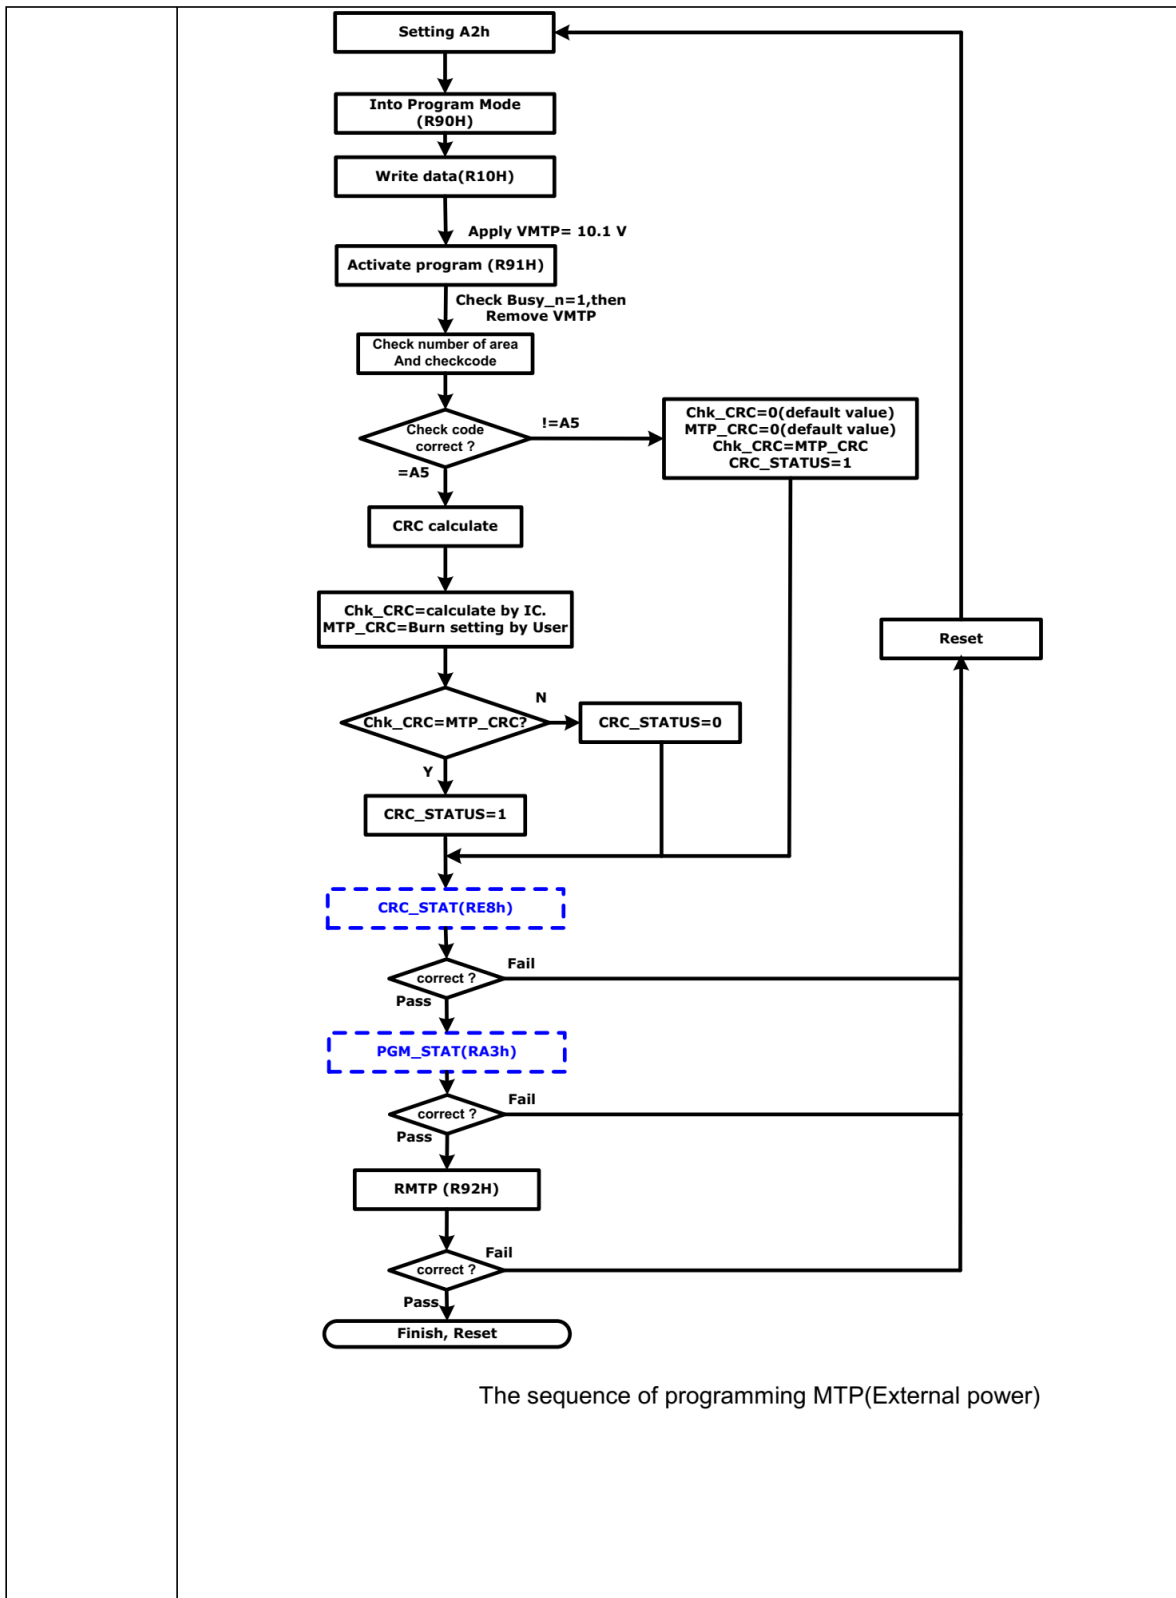 Setting A2h
Into Program Mode
(R90H)
Write data(R10H)
Apply VMTP= 10.1 V
Activate program (R91H)
Check Busy_n=1,then
Remove VMTP
Check number of area
And checkcode
Check code
correct ?
!=A5
=A5
Chk_CRC=0(default value)
MTP_CRC=0(default value)
Chk_CRC=MTP_CRC
CRC_STATUS=1
CRC calculate
Chk_CRC=calculate by IC.
MTP_CRC=Burn setting by User
Reset
Chk_CRC=MTP_CRC?
N
CRC_STATUS=0
Y
CRC_STATUS=1
CRC_STAT(RE8h)
correct ?
Fail
Pass
PGM_STAT(RA3h)
correct ?
Fail
Pass
RMTP (R92H)
correct ?
Fail
Pass
Finish, Reset
The sequence of programming MTP(External power)